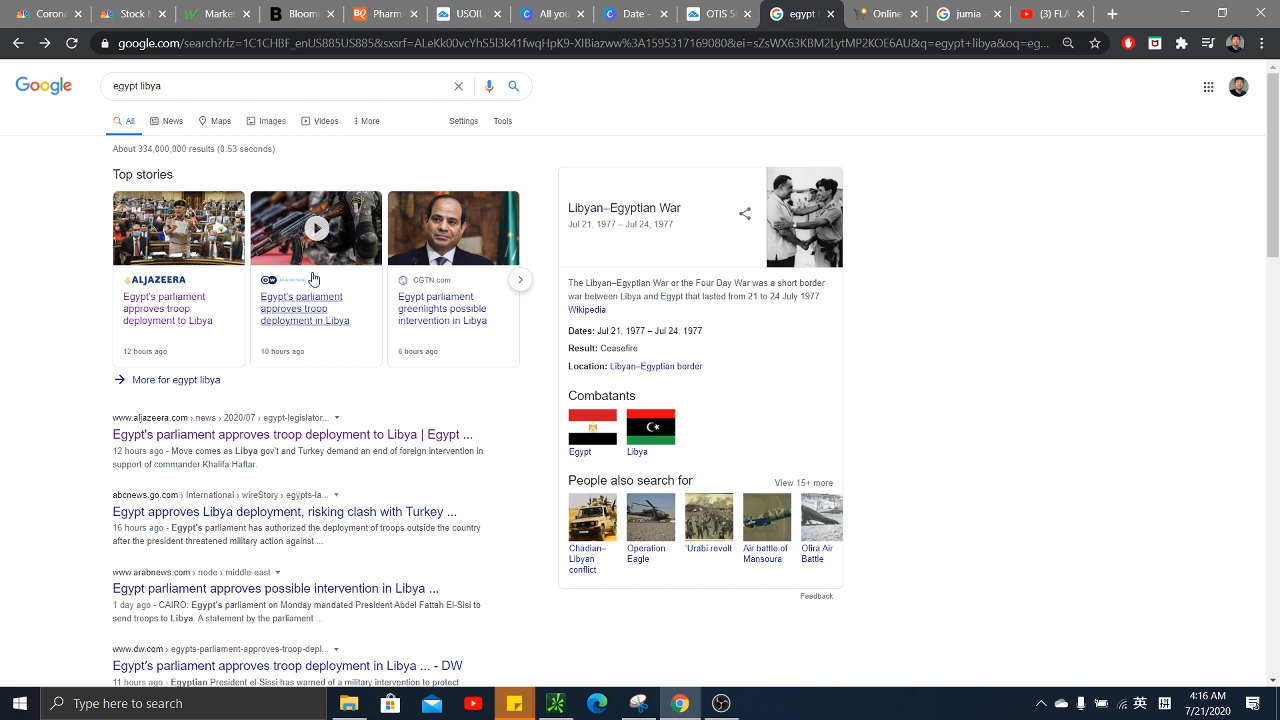 Corona
Stock
Market
Bloom
Pharm
USOIL
All you
Date –
OTIS 5
egypt l
Online
jumia -
(3) FLA
google.com/search?rlz=1C1CHBF_enUS885US885&sxsrf=ALeKk00vcYhS5l3k41fwqHpK9-XIBiazww%3A1595317169080&ei=sZsWX63KBM2LytMP2KOE6AU&q=egypt+libya&oq=eg...
Google
egypt libya
All News Maps Images Videos More Settings Tools
About 334,000,000 results (0.53 seconds)
Top stories
ALJAZEERA
Egypt's parliament
approves troop
deployment to Libya
12 hours ago
DW
Egypt's parliament
approves troop
deployment in Libya
10 hours ago
CGTN.com
Egypt parliament
greenlights possible
intervention in Libya
6 hours ago
More for egypt libya
www.aljazeera.com › news › 2020/07 › egypt-legislator...
Egypt's parliament approves troop deployment to Libya | Egypt ...
12 hours ago - Move comes as Libya gov't and Turkey demand an end of foreign intervention in
support of commander Khalifa Haftar.
abcnews.go.com › International › wireStory › egypts-la...
Egypt approves Libya deployment, risking clash with Turkey ...
16 hours ago - Egypt's parliament has authorized the deployment of troops outside the country
after the president threatened military action against ...
www.arabnews.com › node › middle-east
Egypt parliament approves possible intervention in Libya ...
1 day ago - CAIRO: Egypt's parliament on Monday mandated President Abdel Fattah El-Sisi to
send troops to Libya. A statement by the parliament ...
www.dw.com › egypts-parliament-approves-troop-depl...
Egypt's parliament approves troop deployment in Libya ... - DW
11 hours ago - Egyptian President el-Sissi has warned of a military intervention to protect
Libyan–Egyptian War
Jul 21, 1977 – Jul 24, 1977
The Libyan–Egyptian War or the Four Day War was a short border
war between Libya and Egypt that lasted from 21 to 24 July 1977.
Wikipedia
Dates: Jul 21, 1977 – Jul 24, 1977
Result: Ceasefire
Location: Libyan–Egyptian border
Combatants
Egypt
Libya
People also search for
View 15+ more
Chadian–
Libyan
conflict
Operation
Eagle
'Urabi revolt
Air battle of
Mansoura
Ofira Air
Battle
Feedback
Type here to search
英
拼
4:16 AM
7/21/2020